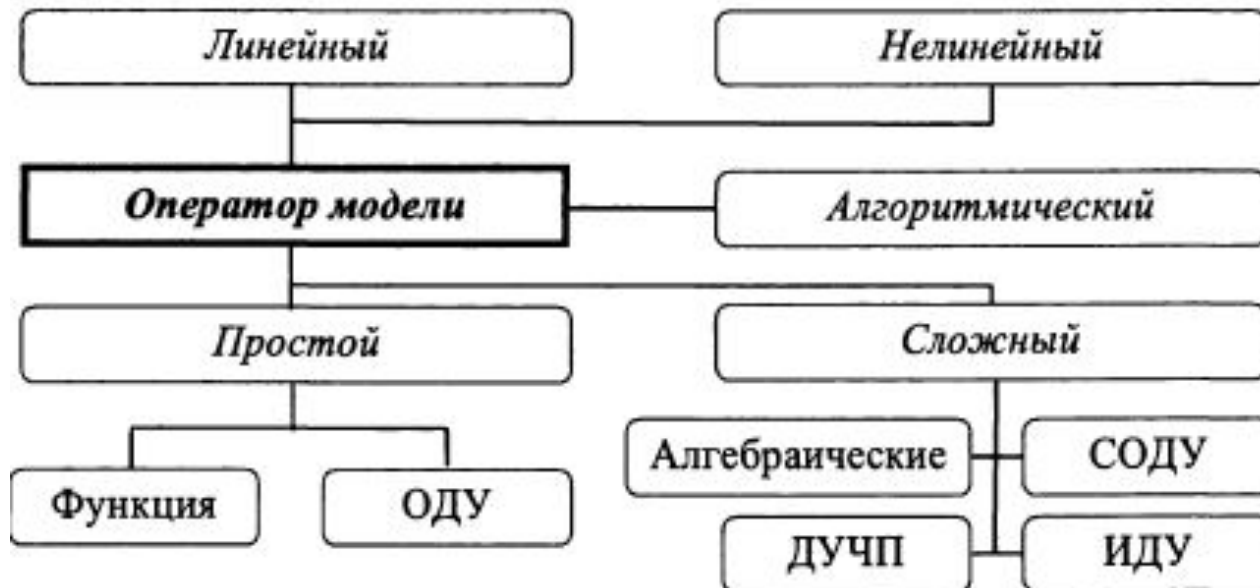 Линейный
Нелинейный
Оператор модели
Алгоритмический
Простой
Сложный
Алгебраические
СОДУ
Функция
ОДУ
ДУЧП
ИДУ